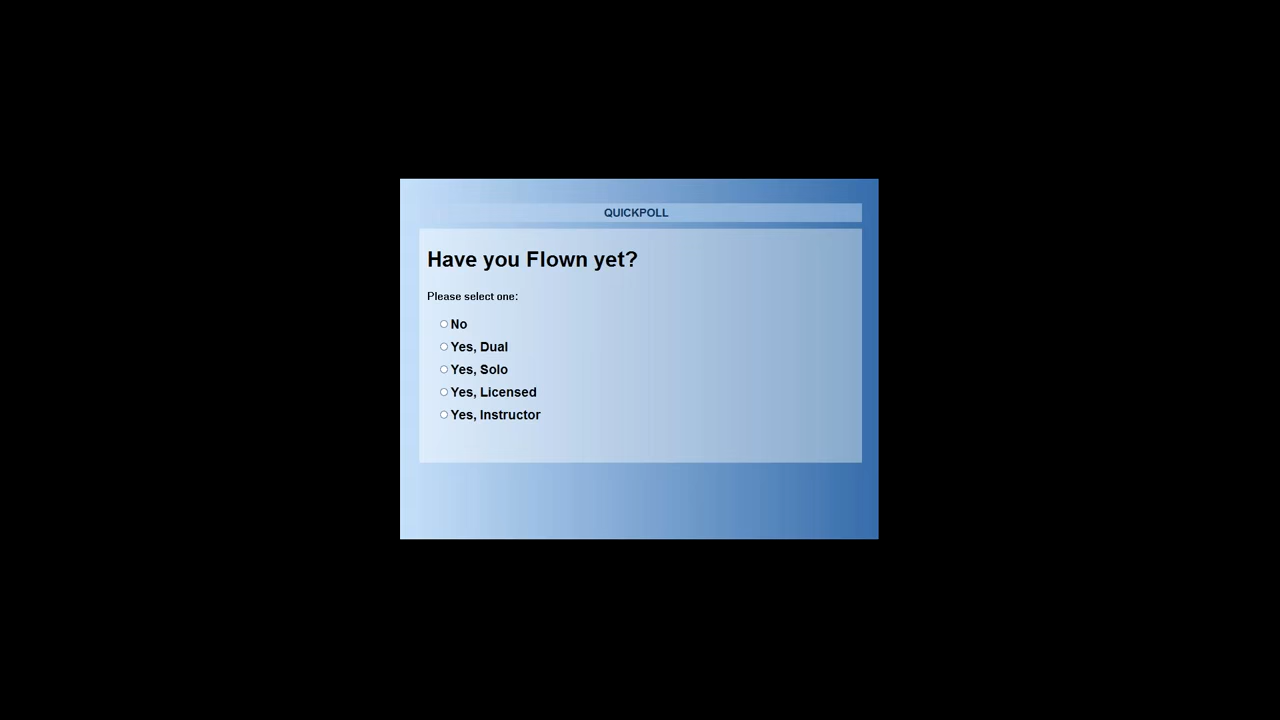 QUICKPOLL
Have you Flown yet?
Please select one:
No
Yes, Dual
Yes, Solo
Yes, Licensed
Yes, Instructor